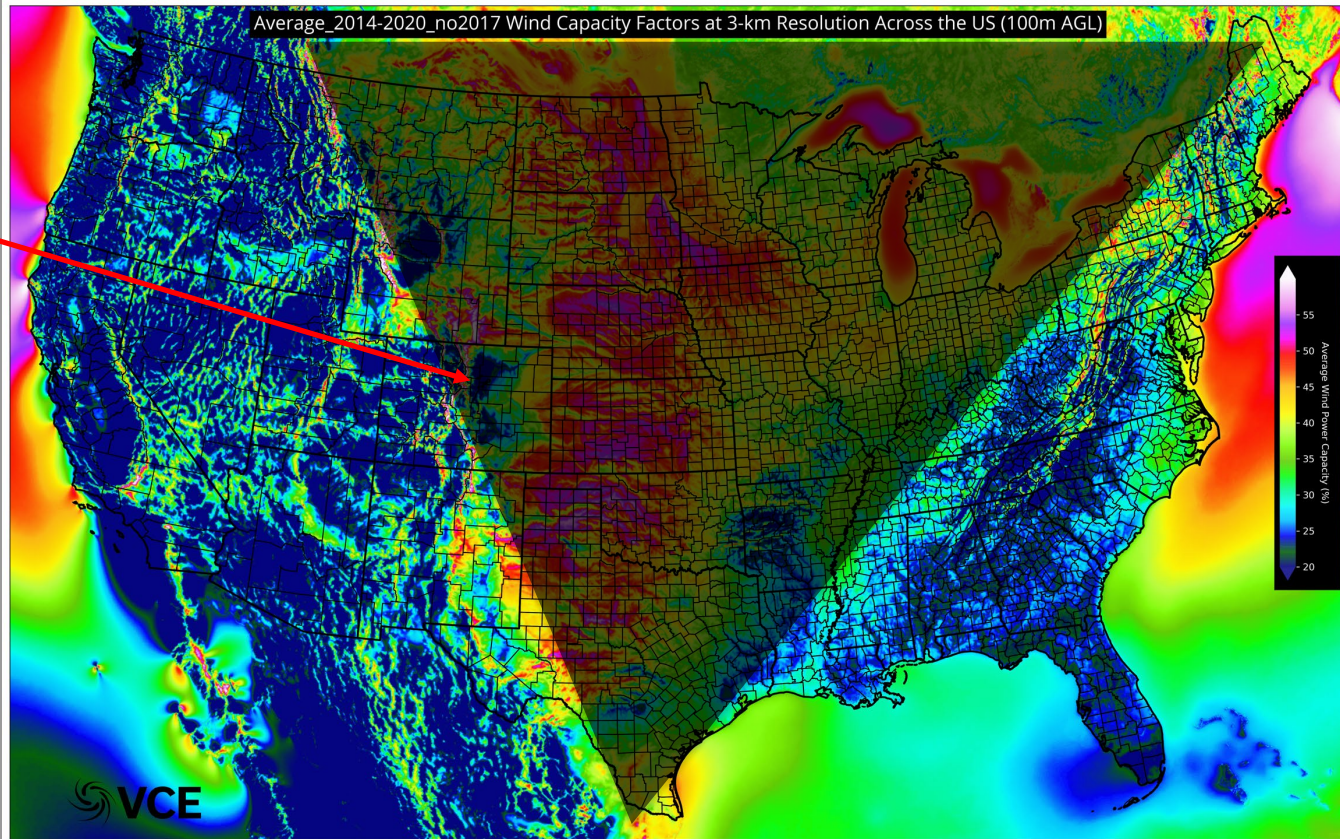 Average_2014-2020_no2017 Wind Capacity Factors at 3-km Resolution Across the US (100m AGL)
55
50
45
40
35
30
25
20
Average Wind Power Capacity (%)
VCE